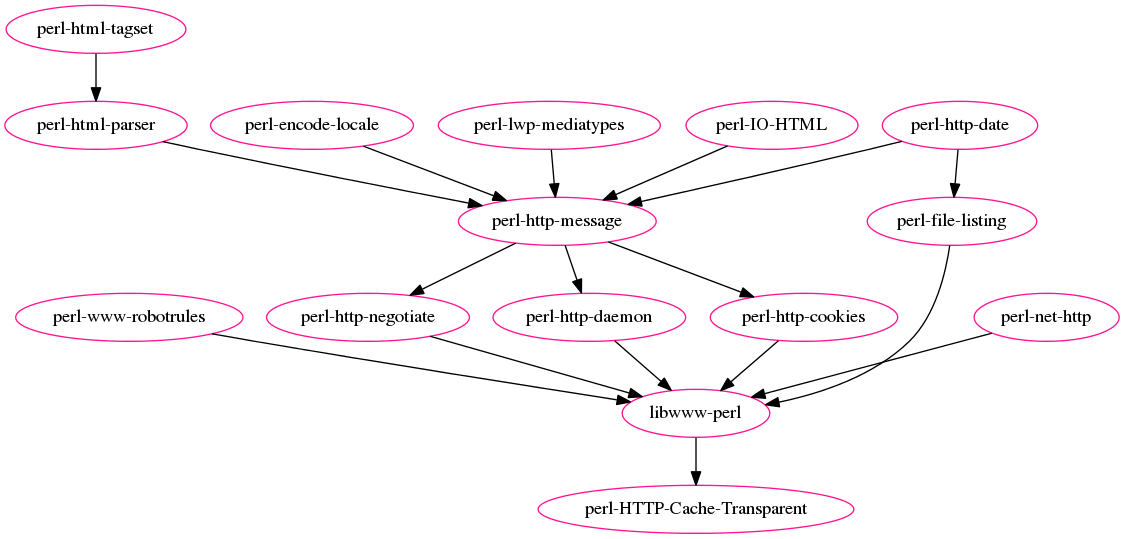 perl-html-tagset
perl-html-parser
perl-encode-locale
perl-lwp-mediatypes
perl-IO-HTML
perl-http-date
perl-http-message
perl-file-listing
perl-www-robotrules
perl-http-negotiate
perl-http-daemon
perl-http-cookies
perl-net-http
libwww-perl
perl-HTTP-Cache-Transparent